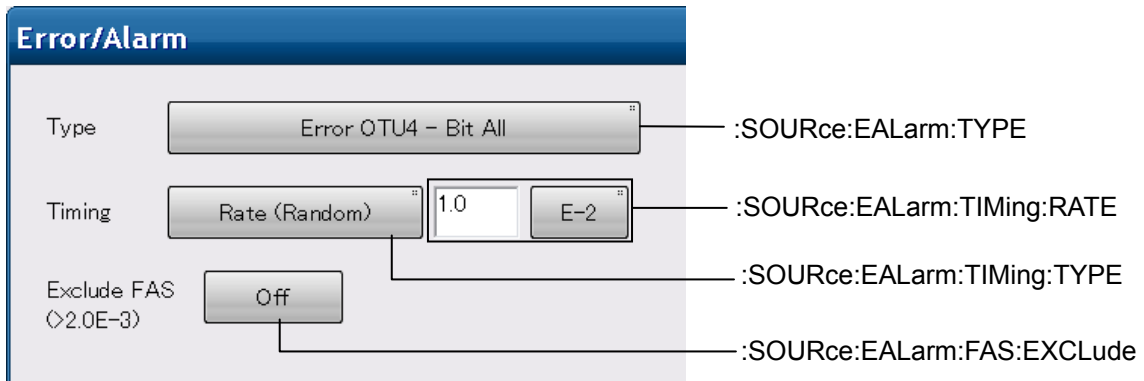 Error/Alarm
Type Error OTU4 - Bit All :SOURce:EALarm:TYPE
Timing Rate (Random) 1.0 E-2 :SOURce:EALarm:TIMing:RATE
:SOURce:EALarm:TIMing:TYPE
Exclude FAS Off
(>2.0E-3)
:SOURce:EALarm:FAS:EXCLude